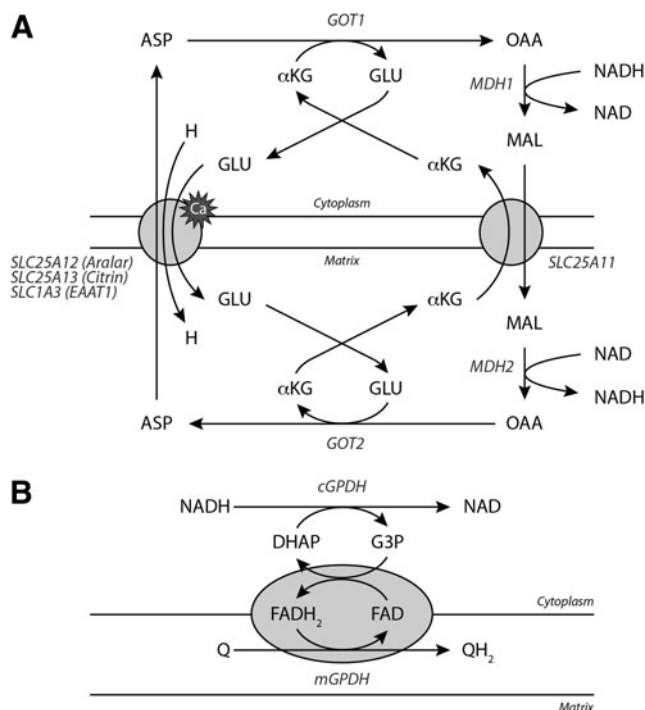 A
GOT1
ASP
OAA
αKG
GLU
MDH1
NADH
NAD
H
MAL
GLU
αKG
Ca
Cytoplasm
Matrix
SLC25A12 (Aralar)
SLC25A13 (Citrin)
SLC1A3 (EAAT1)
SLC25A11
GLU
αKG
H
MAL
NAD
MDH2
αKG
GLU
NADH
ASP
OAA
GOT2
B
cGPDH
NADH
NAD
DHAP
G3P
Cytoplasm
FADH2
FAD
Q
QH2
mGPDH
Matrix